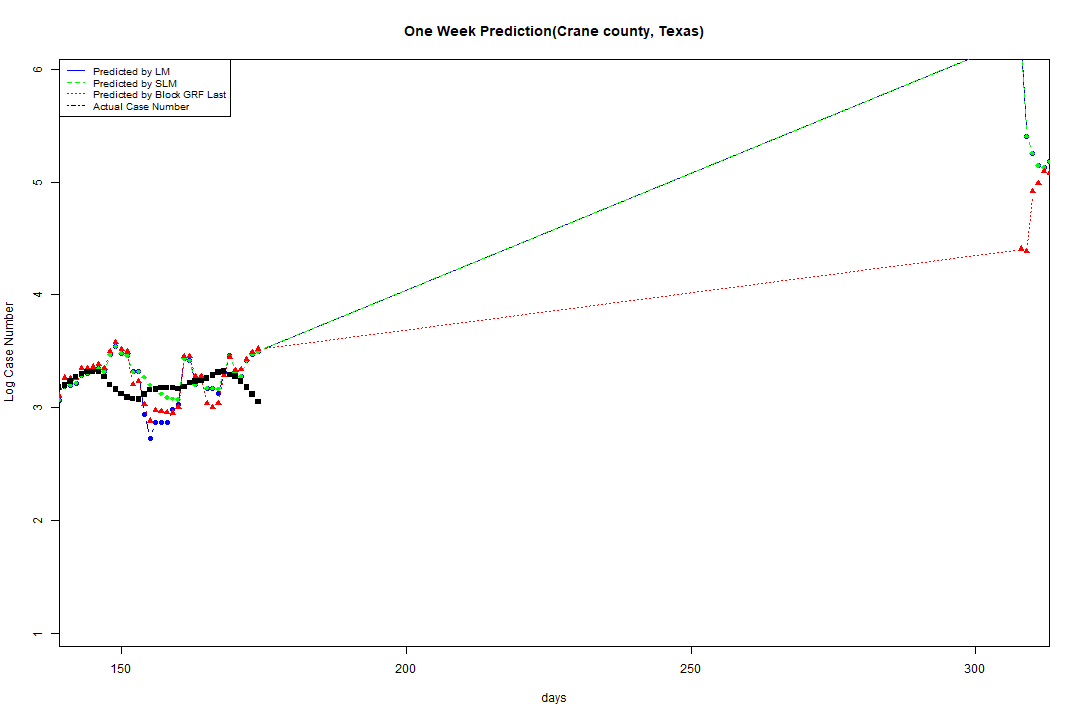 One Week Prediction(Crane county, Texas)
Predicted by LM
Predicted by SLM
Predicted by Block GRF Last
Actual Case Number
6
5
4
3
2
1
Log Case Number
150 200 250 300
days